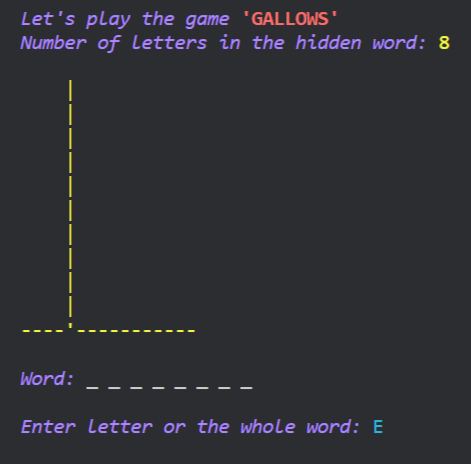 Let's play the game 'GALLOWS'
Number of letters in the hidden word: 8
|
|
|
|
|
|
|
|
|
|
----'-----------
Word: _ _ _ _ _ _ _ _
Enter letter or the whole word: E